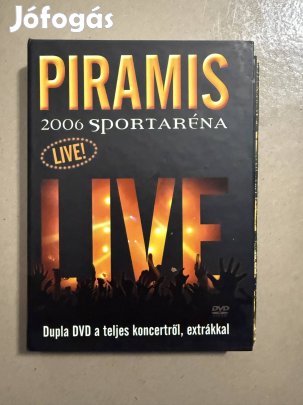 Jófogás
PIRAMIS
2006 SPORTARÉNA
LIVE!
LIVE
DVD
Dupla DVD a teljes koncertről, extrákkal